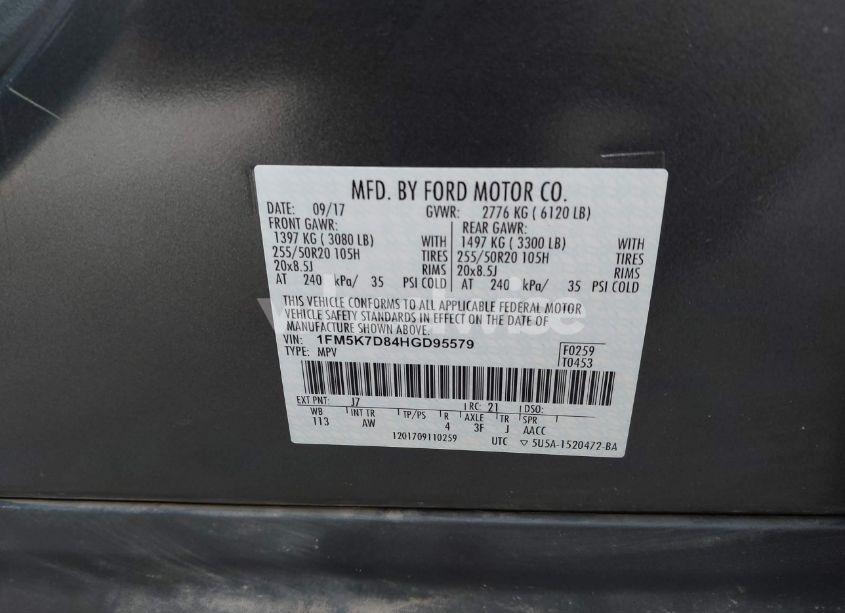 MFD. BY FORD MOTOR CO.
DATE: 09/17 GVWR: 2776 KG ( 6120 LB)
FRONT GAWR: REAR GAWR:
1397 KG ( 3080 LB) WITH 1497 KG ( 3300 LB) WITH
255/50R20 105H TIRES 255/50R20 105H TIRES
20x8.5J RIMS 20x8.5J RIMS
AT 240 kPa/ 35 PSI COLD AT 240 kPa/ 35 PSI COLD
THIS VEHICLE CONFORMS TO ALL APPLICABLE FEDERAL MOTOR
VEHICLE SAFETY STANDARDS IN EFFECT ON THE DATE OF
MANUFACTURE SHOWN ABOVE.
VIN: 1FM5K7D84HGD95579
TYPE: MPV
F0259
T0453
EXT PNT: J7 RC: 21 DSO:
WB INT TR TP/PS R AXLE TR SPR
113 AW 4 3F J AACC
1201709110259 UTC ▽ 5U5A-1520472-BA